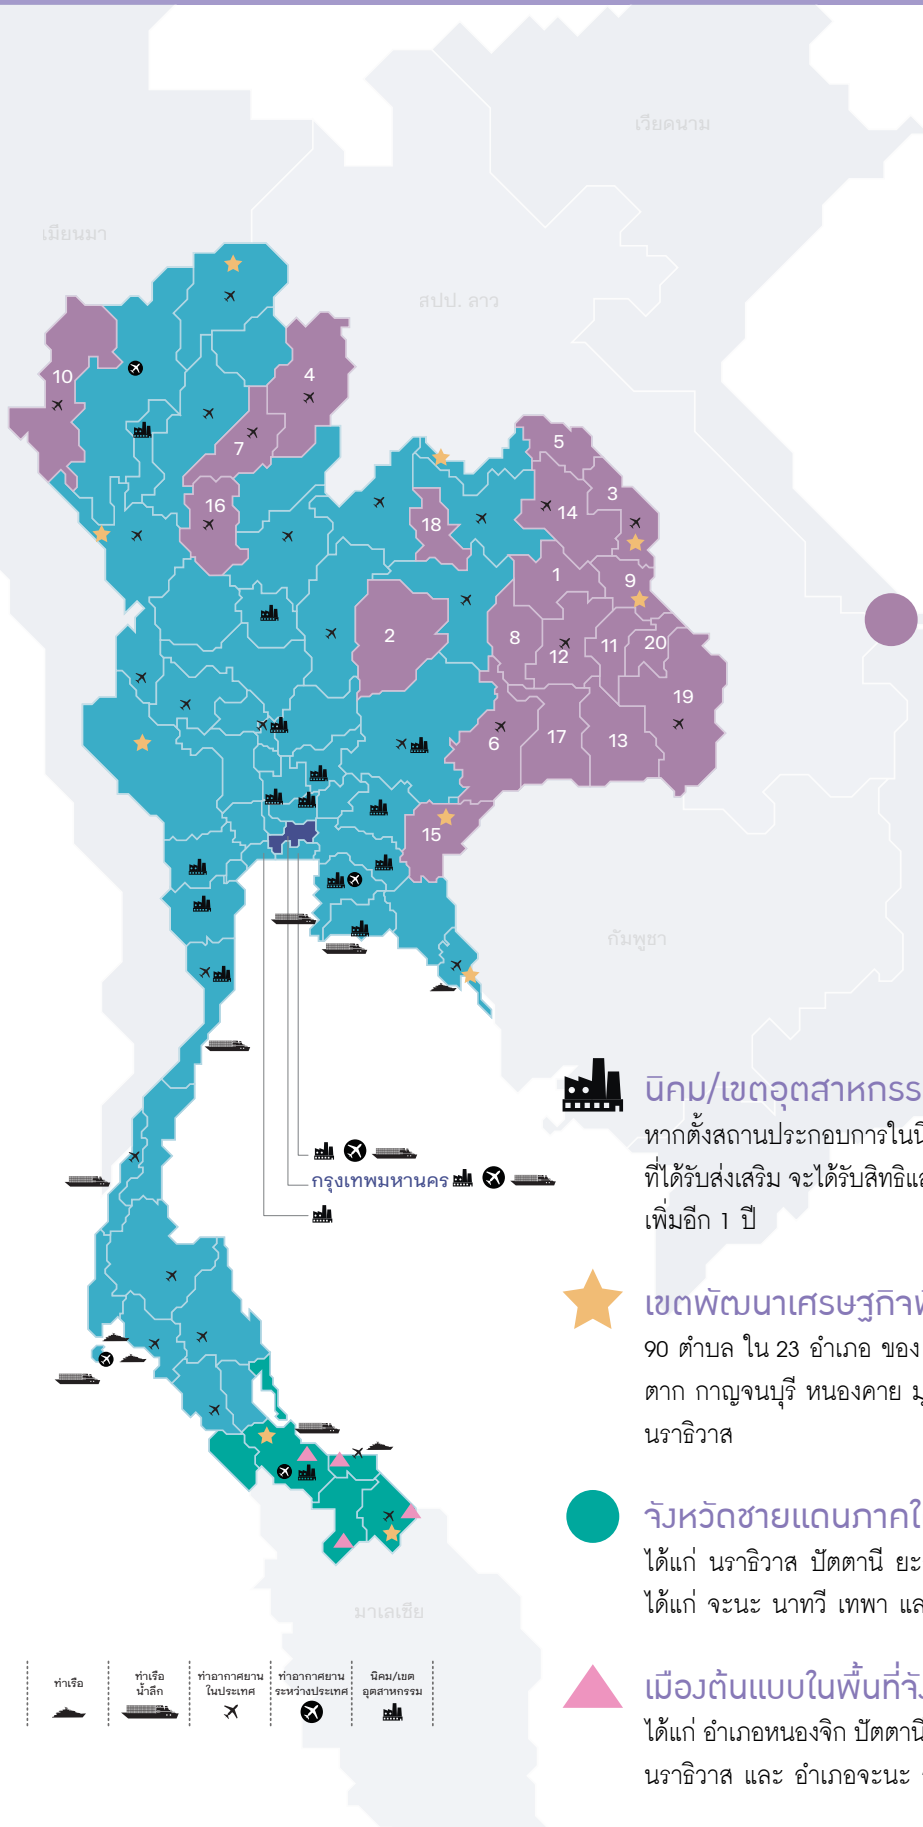 เวียดนาม
เมียนมา
สปป. ลาว
10
4
7
5
16
3
18
14
1
9
2
8
12
11
20
19
6
17
13
15
กัมพูชา
กรุงเทพมหานคร
มาเลเซีย
นิคม/เขตอุตสาหกรร
หากตั้งสถานประกอบการในนิ
ที่ได้รับส่งเสริม จะได้รับสิทธิแล
เพิ่มอีก 1 ปี
เขตพัฒนาเศรษฐกิจพิ
90 ตำบล ใน 23 อำเภอ ของ
ตาก กาญจนบุรี หนองคาย มุ
นราธิวาส
จังหวัดชายแดนภาคใ
ได้แก่ นราธิวาส ปัตตานี ยะ
ได้แก่ จะนะ นาทวี เทพา แล
เมืองต้นแบบในพื้นที่จั
ได้แก่ อำเภอหนองจิก ปัตตานี
นราธิวาส และ อำเภอจะนะ
ท่าเรือ
ท่าเรือ
น้ำลึก
ท่าอากาศยาน
ในประเทศ
ท่าอากาศยาน
ระหว่างประเทศ
นิคม/เขต
อุตสาหกรรม